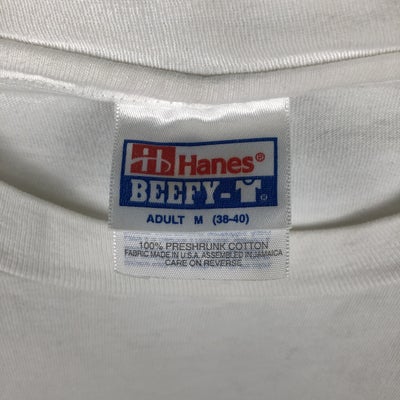 Hanes®
BEEFY-T®
ADULT M (38-40)
100% PRESHRUNK COTTON
FABRIC MADE IN U.S.A. ASSEMBLED IN JAMAICA
CARE ON REVERSE